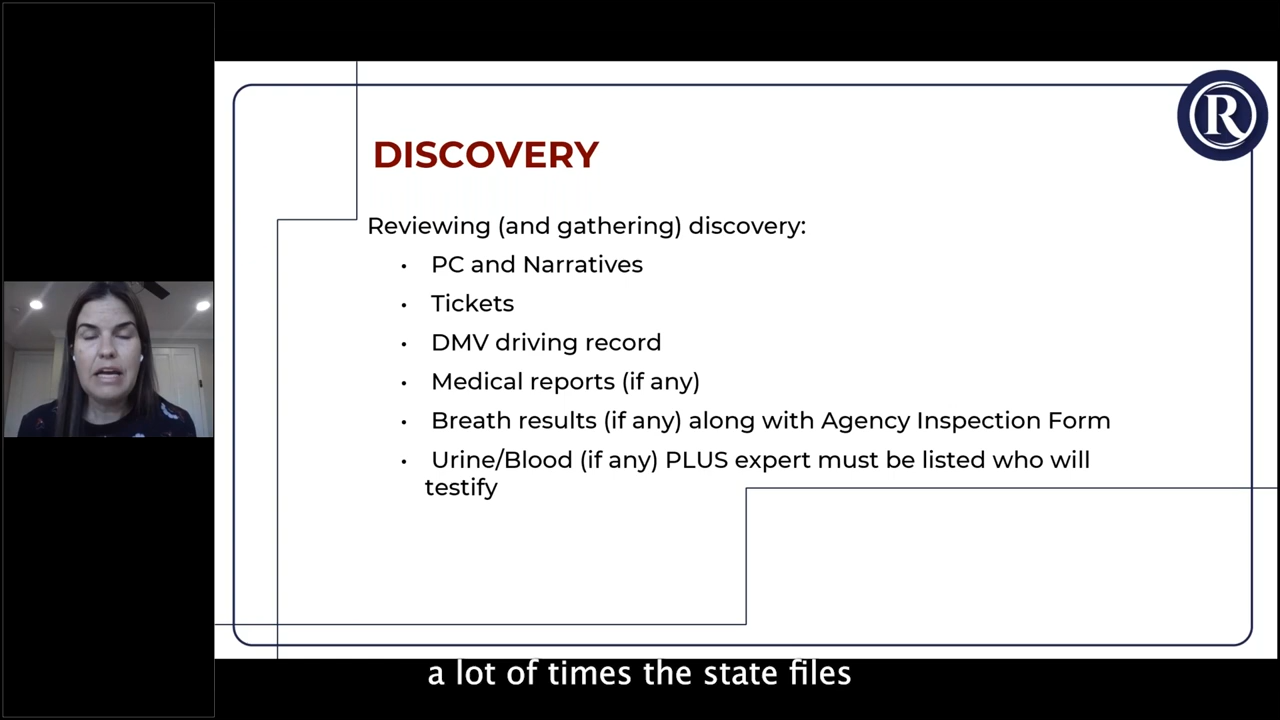 R
DISCOVERY
Reviewing (and gathering) discovery:
• PC and Narratives
• Tickets
• DMV driving record
• Medical reports (if any)
• Breath results (if any) along with Agency Inspection Form
• Urine/Blood (if any) PLUS expert must be listed who will
testify
a lot of times the state files